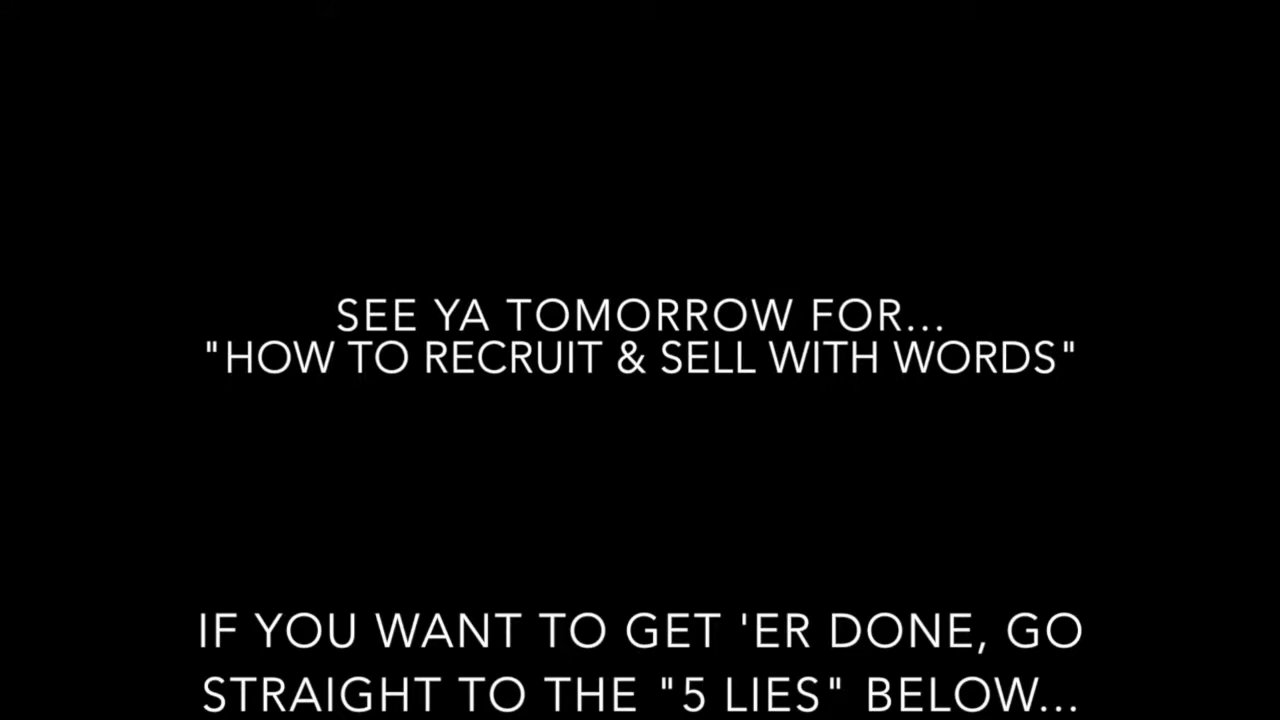 SEE YA TOMORROW FOR...
"HOW TO RECRUIT & SELL WITH WORDS"
IF YOU WANT TO GET 'ER DONE, GO
STRAIGHT TO THE "5 LIES" BELOW...